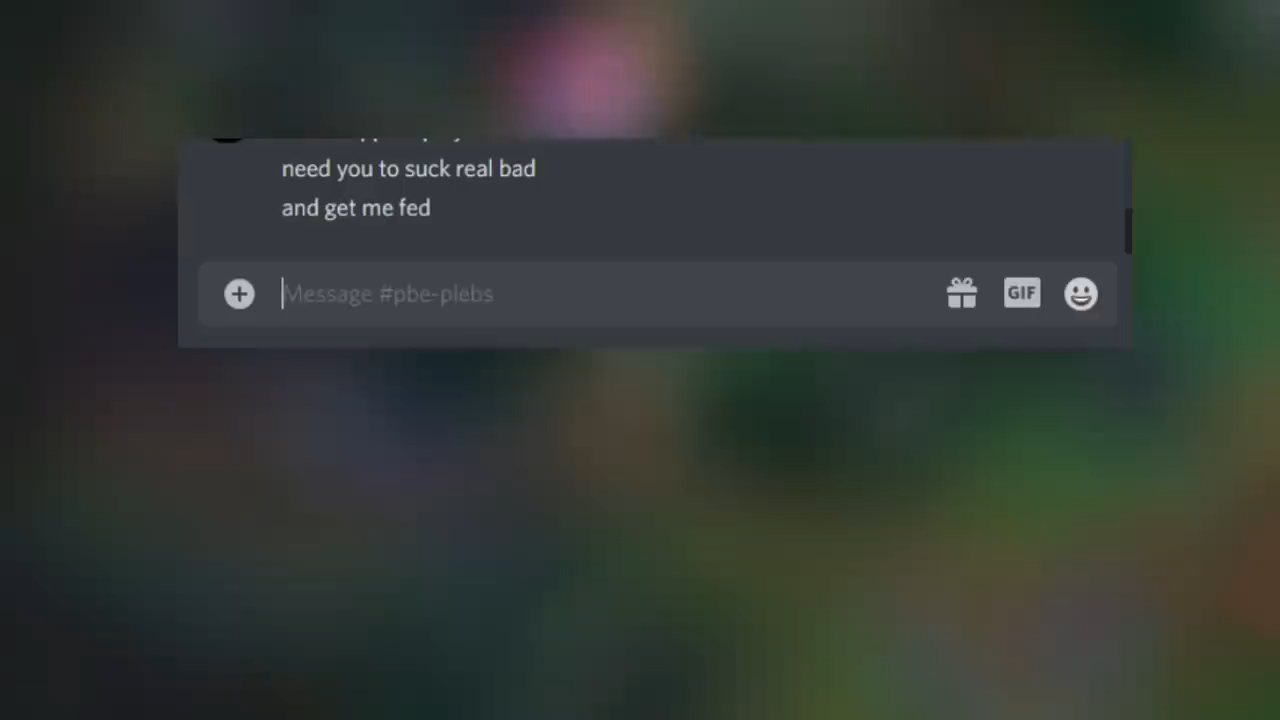 need you to suck real bad
and get me fed
Message #pbe-plebs
GIF